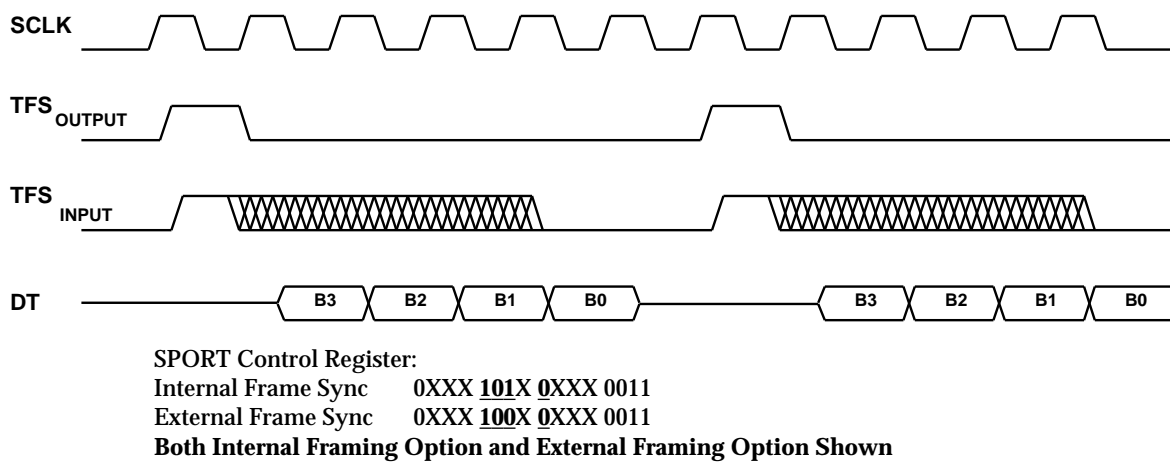 SCLK
TFS OUTPUT
TFS INPUT
DT B3 B2 B1 B0 B3 B2 B1 B0
SPORT Control Register:
Internal Frame Sync 0XXX 101X 0XXX 0011
External Frame Sync 0XXX 100X 0XXX 0011
Both Internal Framing Option and External Framing Option Shown